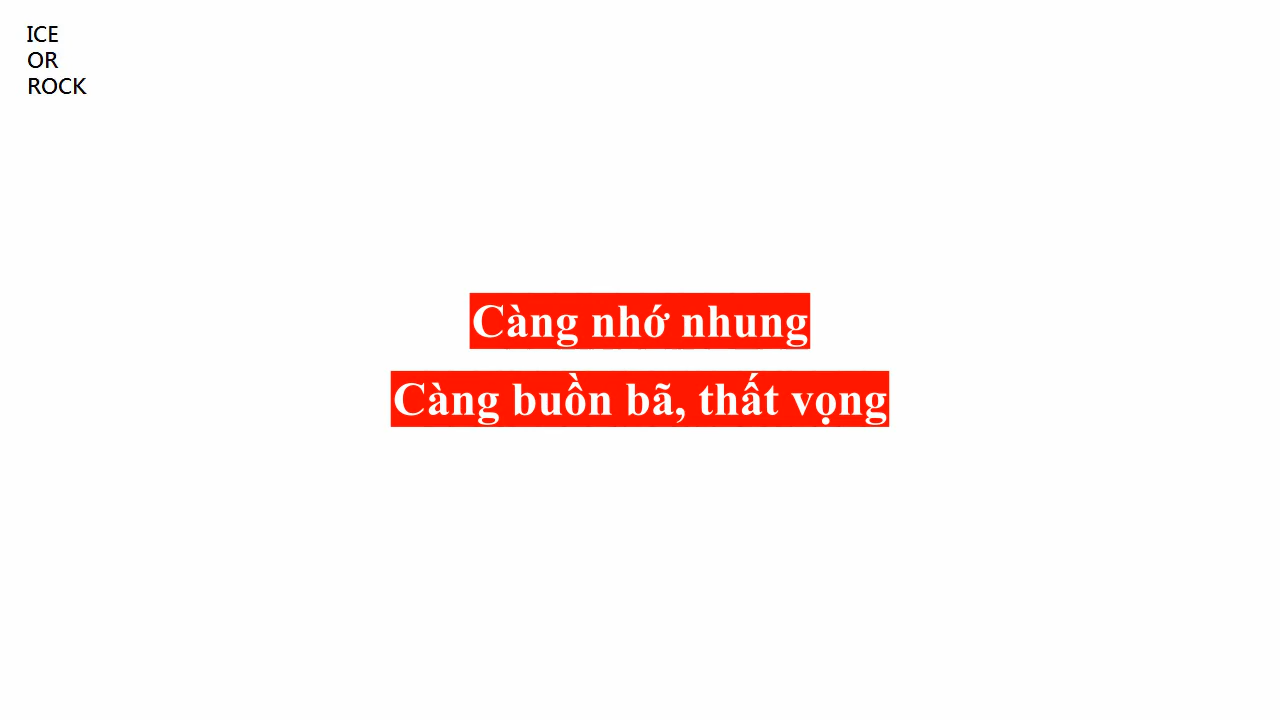 ICE
OR
ROCK
Càng nhớ nhung
Càng buồn bã, thất vọng